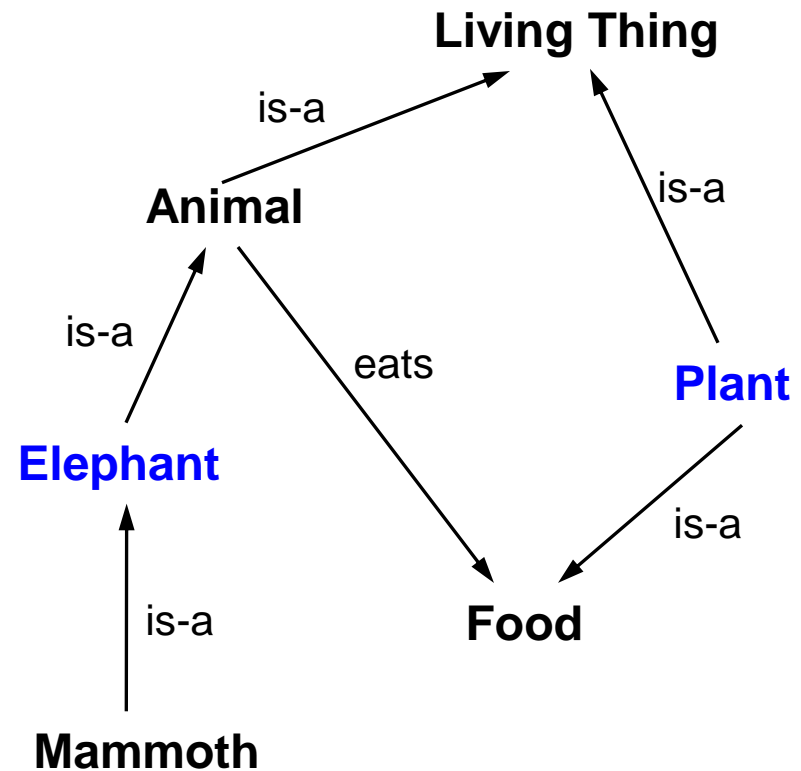 Living Thing
is-a
Animal
is-a
is-a
eats
Plant
Elephant
is-a
Food
is-a
Mammoth